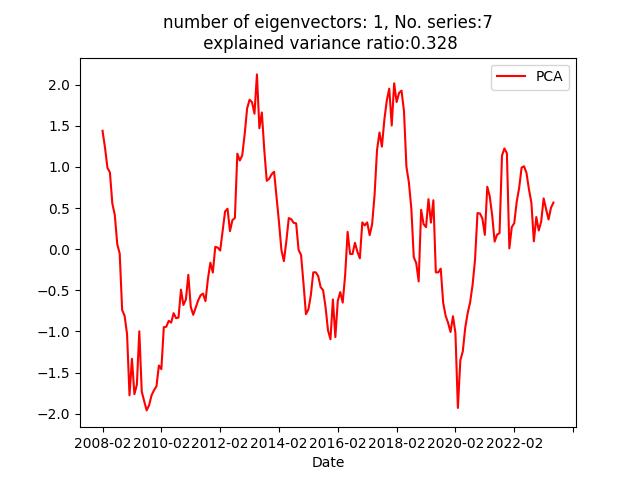 number of eigenvectors: 1, No. series:7
explained variance ratio:0.328
PCA
2.0
1.5
1.0
0.5
0.0
−0.5
−1.0
−1.5
−2.0
2008-02 2010-02 2012-02 2014-02 2016-02 2018-02 2020-02 2022-02
Date